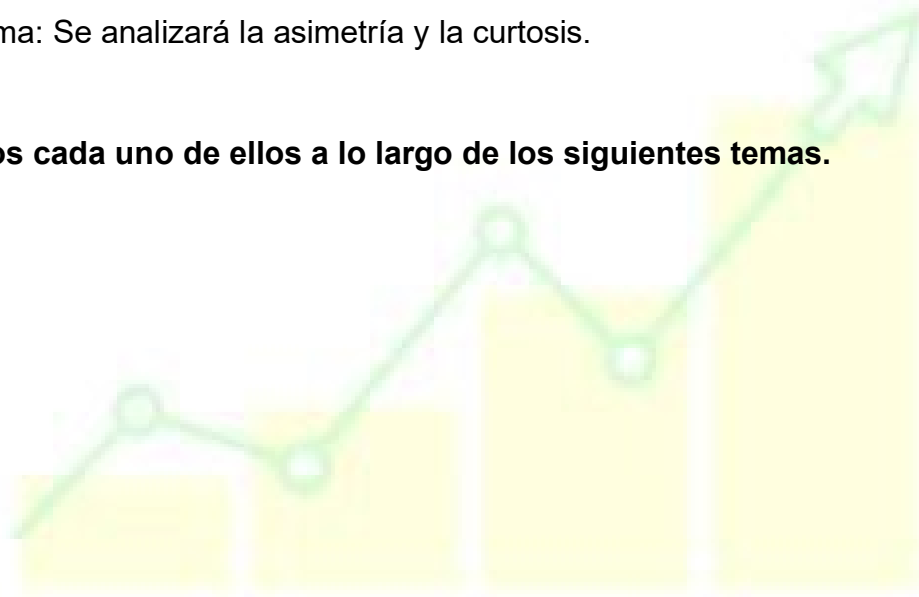 ma: Se analizará la asimetría y la curtosis.
os cada uno de ellos a lo largo de los siguientes temas.